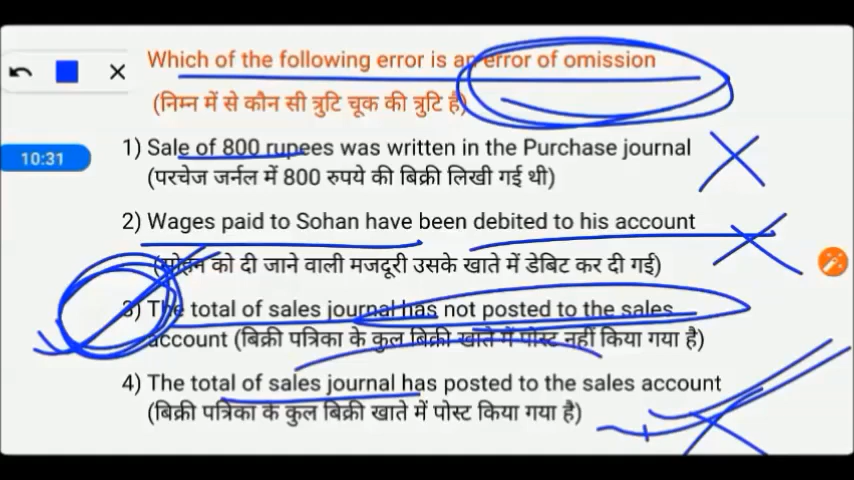 Which of the following error is an error of omission
(निम्न में से कौन सी त्रुटि चूक की त्रुटि है)
10:31
1) Sale of 800 rupees was written in the Purchase journal
(परचेज जर्नल में 800 रुपये की बिक्री लिखी गई थी)
2) Wages paid to Sohan have been debited to his account
(सोहन को दी जाने वाली मजदूरी उसके खाते में डेबिट कर दी गई)
3) The total of sales journal has not posted to the sales
account (बिक्री पत्रिका के कुल बिक्री खाते में पोस्ट नहीं किया गया है)
4) The total of sales journal has posted to the sales account
(बिक्री पत्रिका के कुल बिक्री खाते में पोस्ट किया गया है)